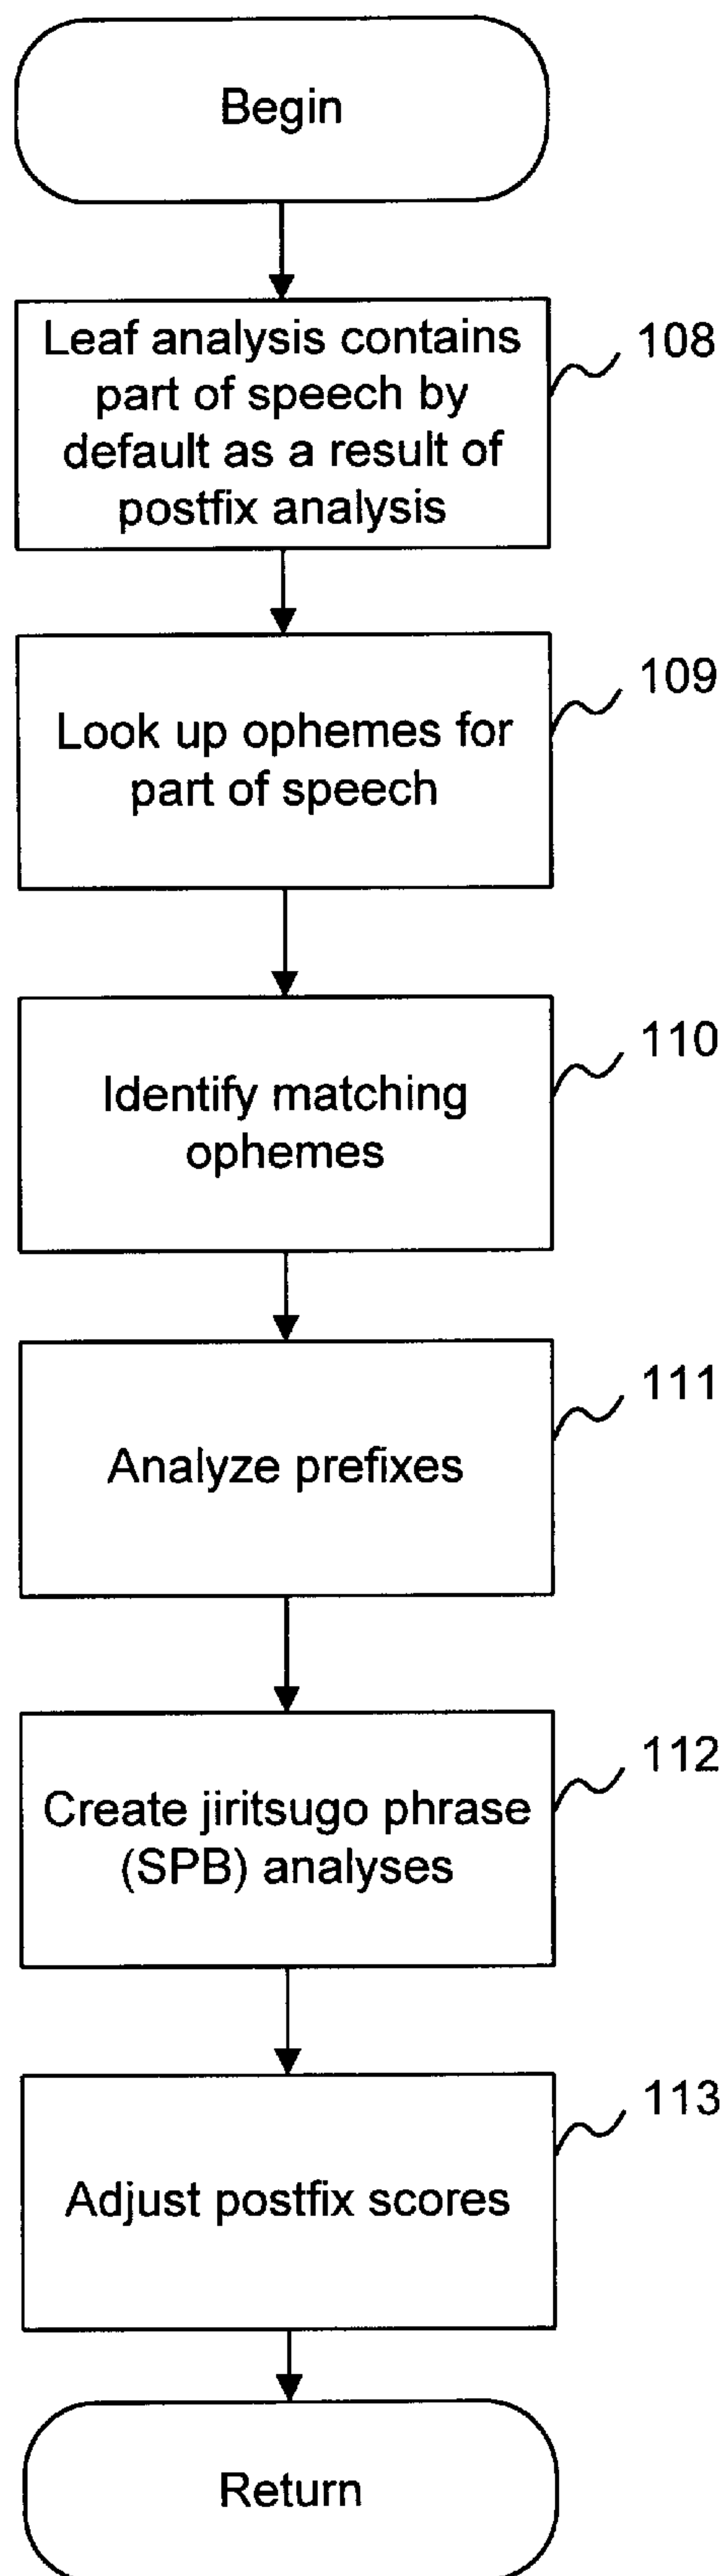 Begin
Leaf analysis contains
part of speech by
default as a result of
postfix analysis
108
Look up ophemes for
part of speech
109
Identify matching
ophemes
110
Analyze prefixes
111
Create jiritsugo phrase
(SPB) analyses
112
Adjust postfix scores
113
Return